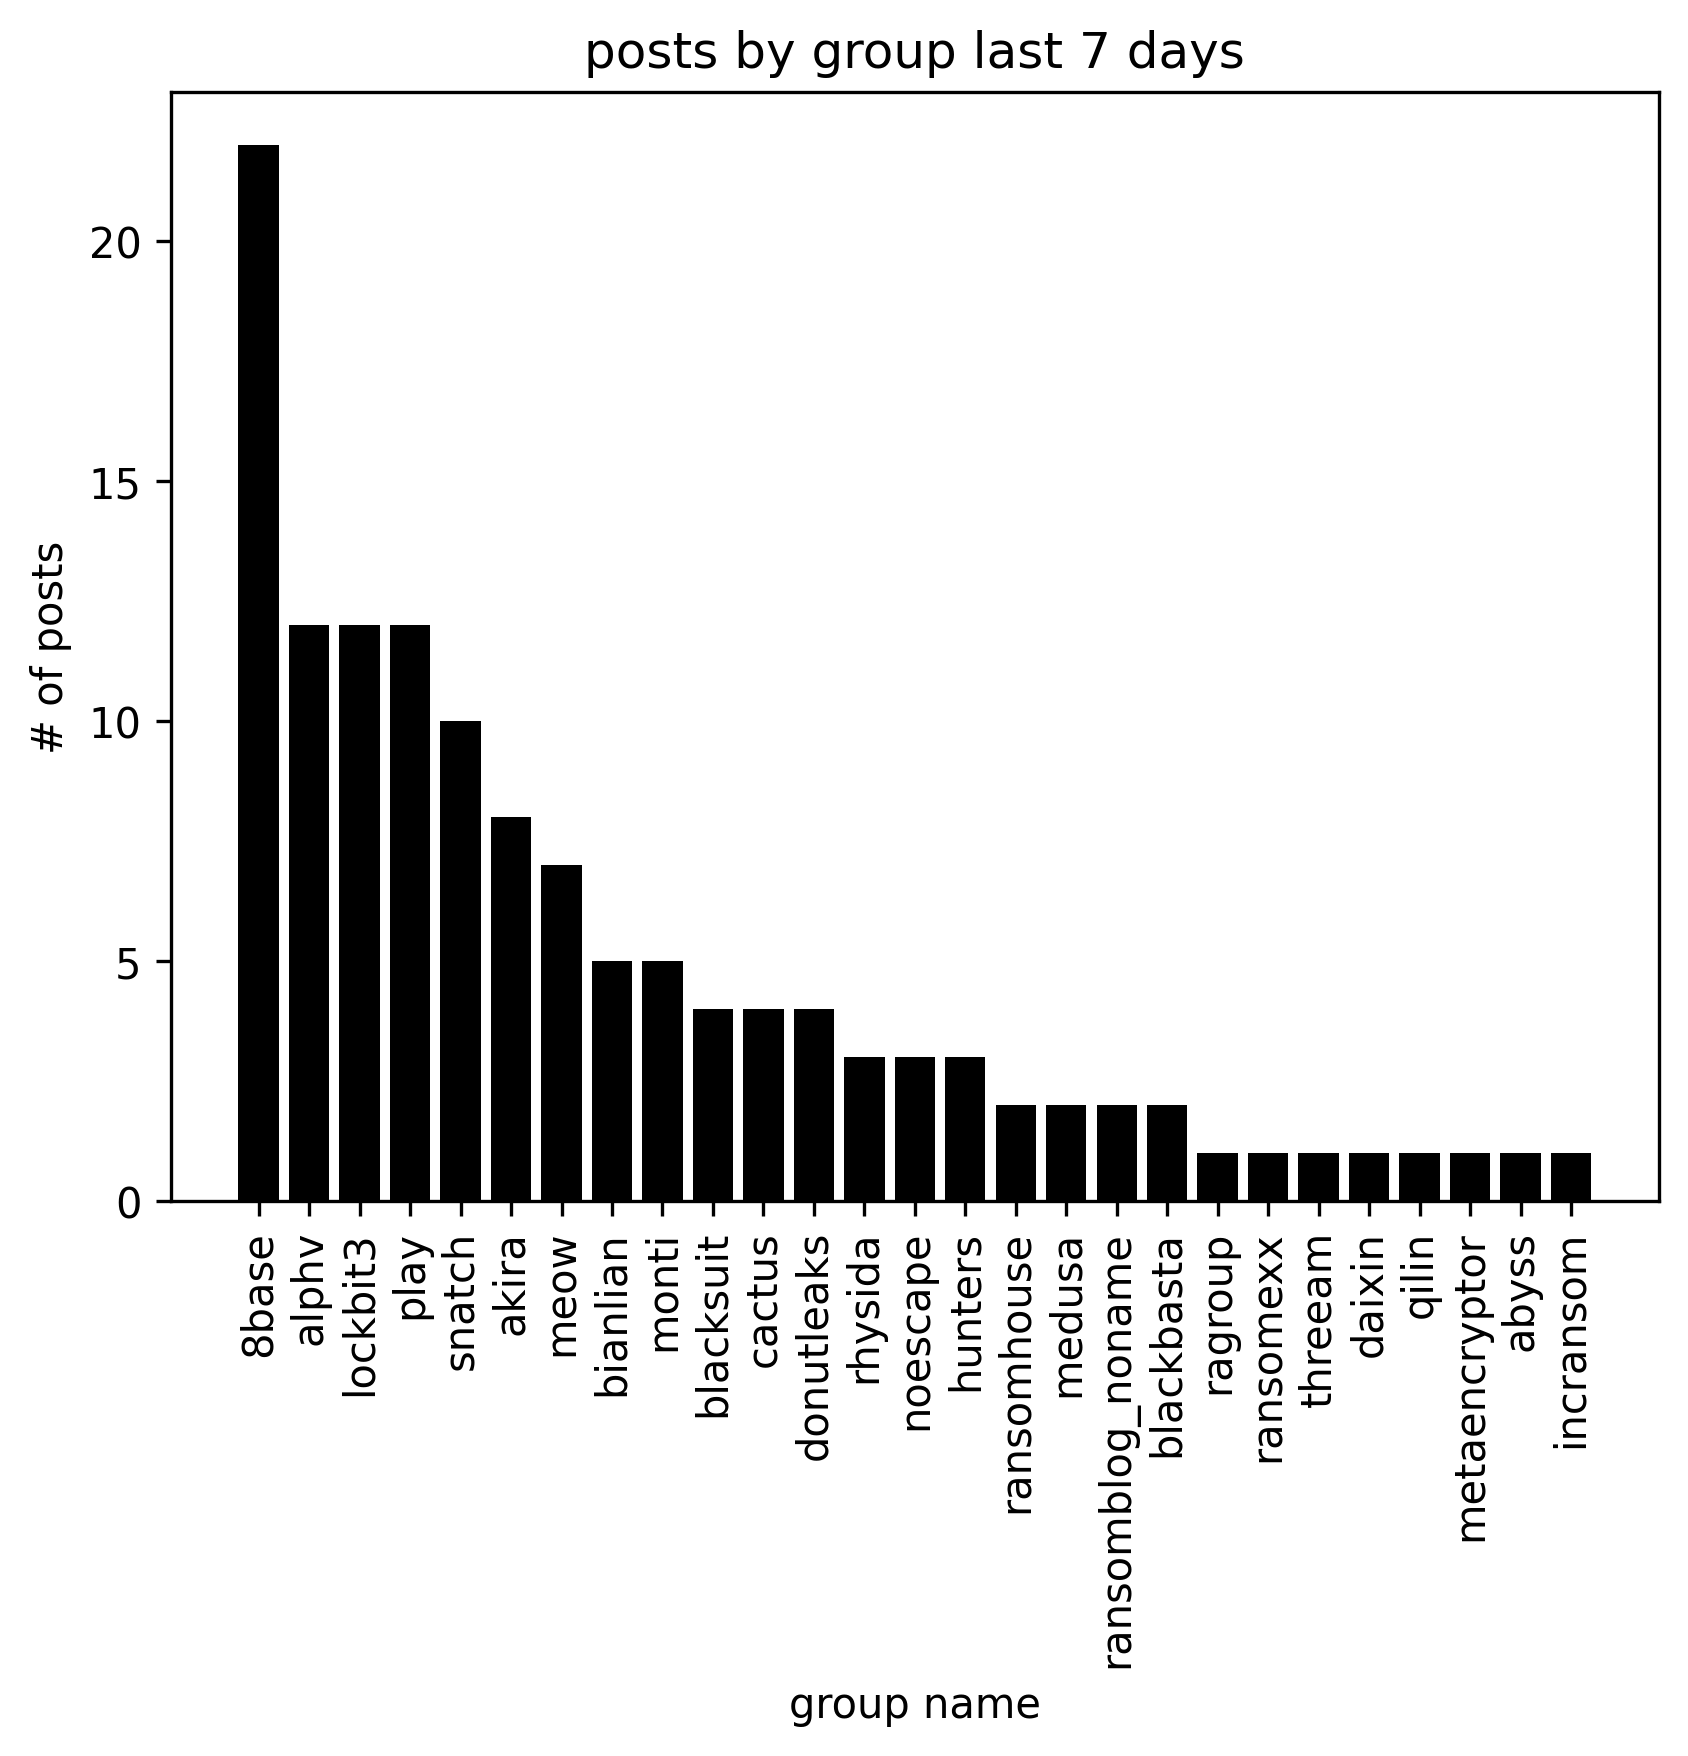 posts by group last 7 days
# of posts
20
15
10
5
0
8base
alphv
lockbit3
play
snatch
akira
meow
bianlian
monti
blacksuit
cactus
donutleaks
rhysida
noescape
hunters
ransomhouse
medusa
ransomblog_noname
blackbasta
ragroup
ransomexx
threeam
daixin
qilin
metaencryptor
abyss
incransom
group name